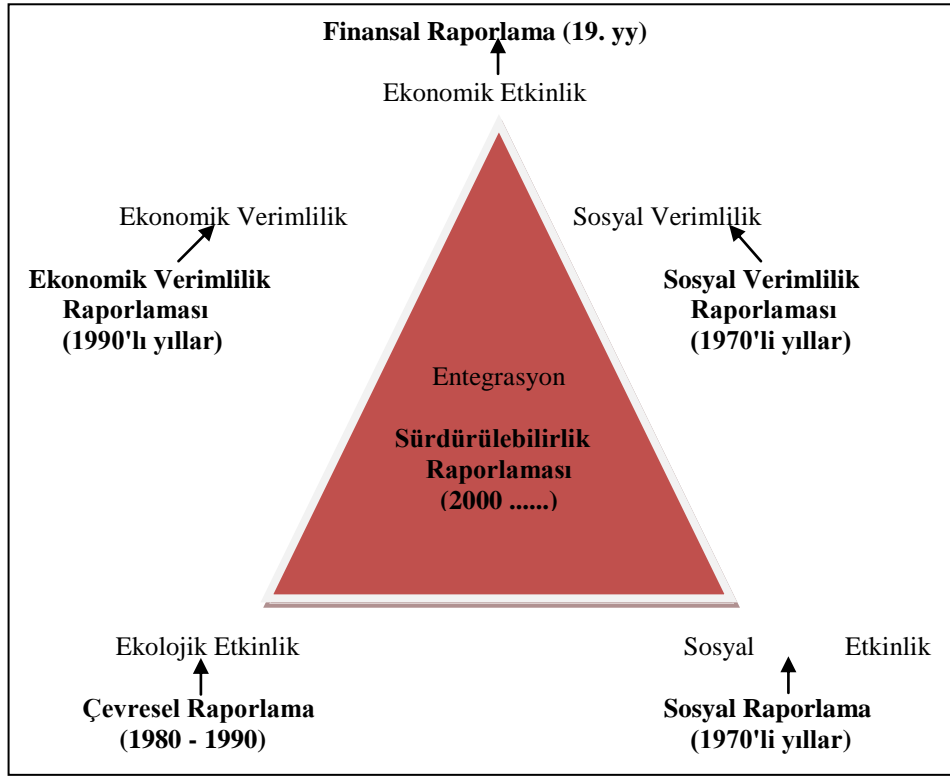 Finansal Raporlama (19. yy)
Ekonomik Etkinlik
Ekonomik Verimlilik
Ekonomik Verimlilik
Raporlaması
(1990'lı yıllar)
Sosyal Verimlilik
Sosyal Verimlilik
Raporlaması
(1970'li yıllar)
Entegrasyon
Sürdürülebilirlik
Raporlaması
(2000 ......)
Ekolojik Etkinlik
Çevresel Raporlama
(1980 - 1990)
Sosyal Etkinlik
Sosyal Raporlama
(1970'li yıllar)